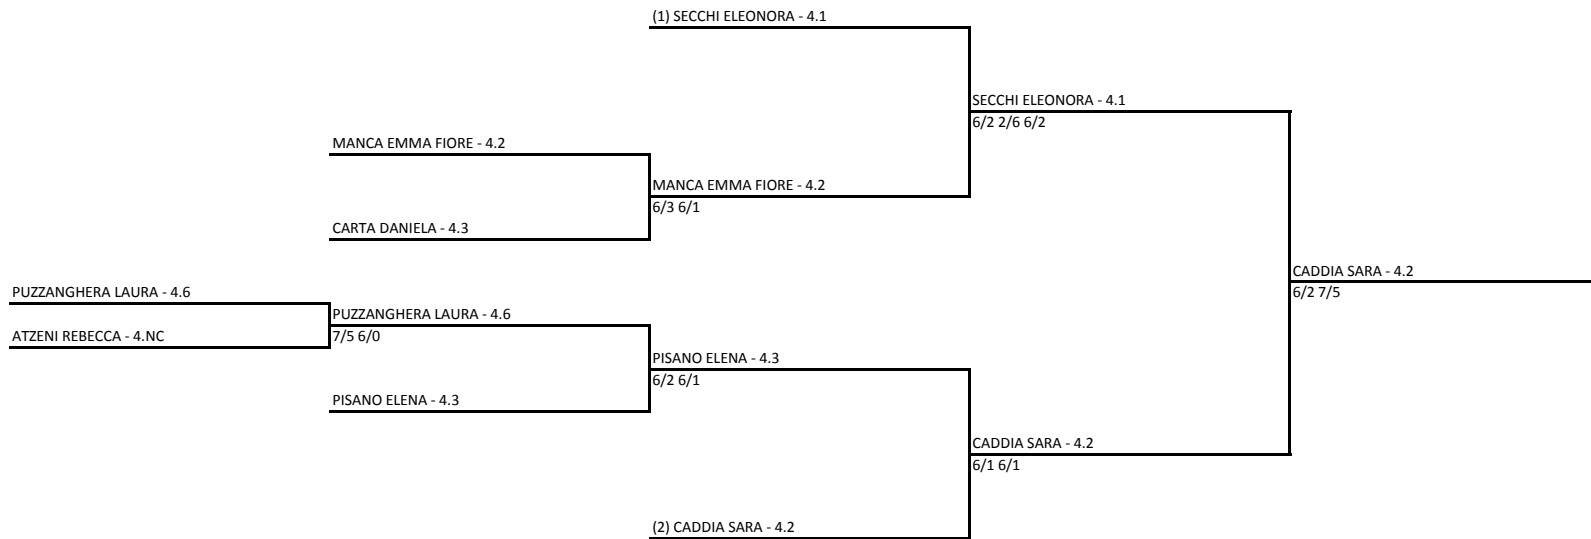 (1) SECCHI ELEONORA - 4.1
SECCHI ELEONORA - 4.1
6/2 2/6 6/2
MANCA EMMA FIORE - 4.2
MANCA EMMA FIORE - 4.2
6/3 6/1
CARTA DANIELA - 4.3
CADDIA SARA - 4.2
6/2 7/5
PUZZANGHERA LAURA - 4.6
PUZZANGHERA LAURA - 4.6
7/5 6/0
ATZENI REBECCA - 4.NC
PISANO ELENA - 4.3
6/2 6/1
PISANO ELENA - 4.3
CADDIA SARA - 4.2
6/1 6/1
(2) CADDIA SARA - 4.2